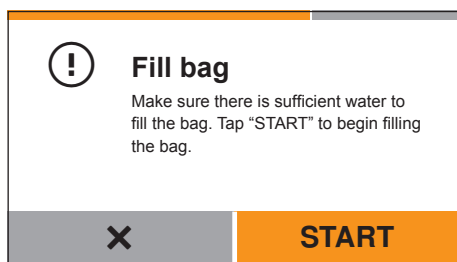 Fill bag
Make sure there is sufficient water to
fill the bag. Tap “START” to begin filling
the bag.
START